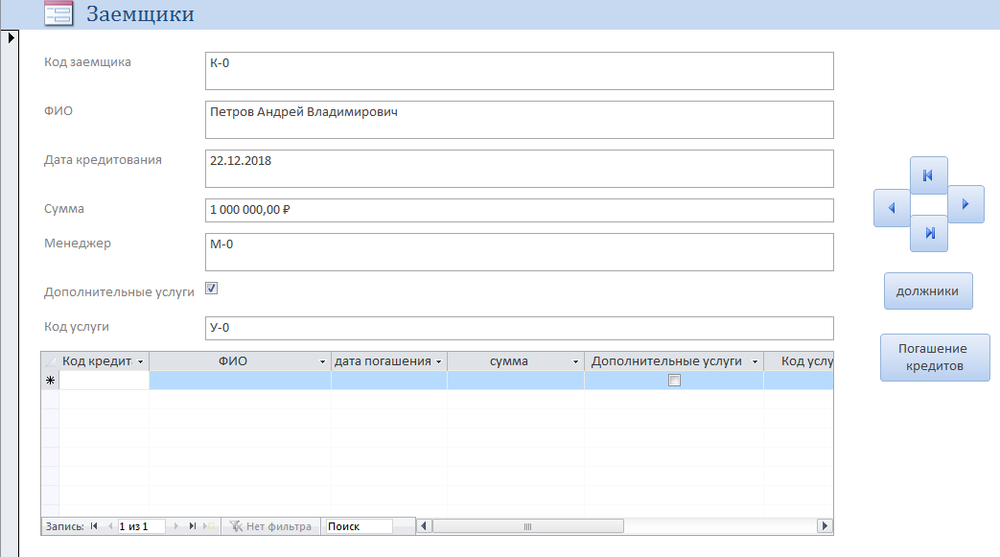 Заемщики
Код заемщика
К-0
ФИО
Петров Андрей Владимирович
Дата кредитования
22.12.2018
Сумма
1 000 000,00 ₽
Менеджер
М-0
Дополнительные услуги
Код услуги
У-0
должники
Погашение
кредитов
Код кредит ФИО дата погашения сумма Дополнительные услуги Код услу
Запись: 1 из 1 Нет фильтра Поиск